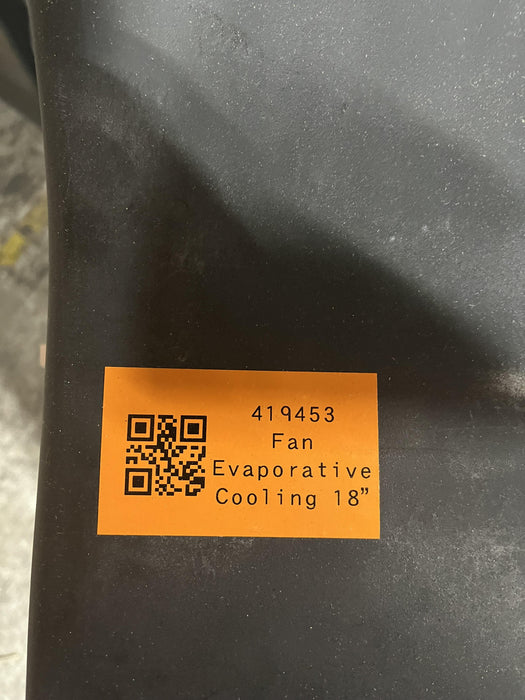 419453
Fan
Evaporative
Cooling 18”